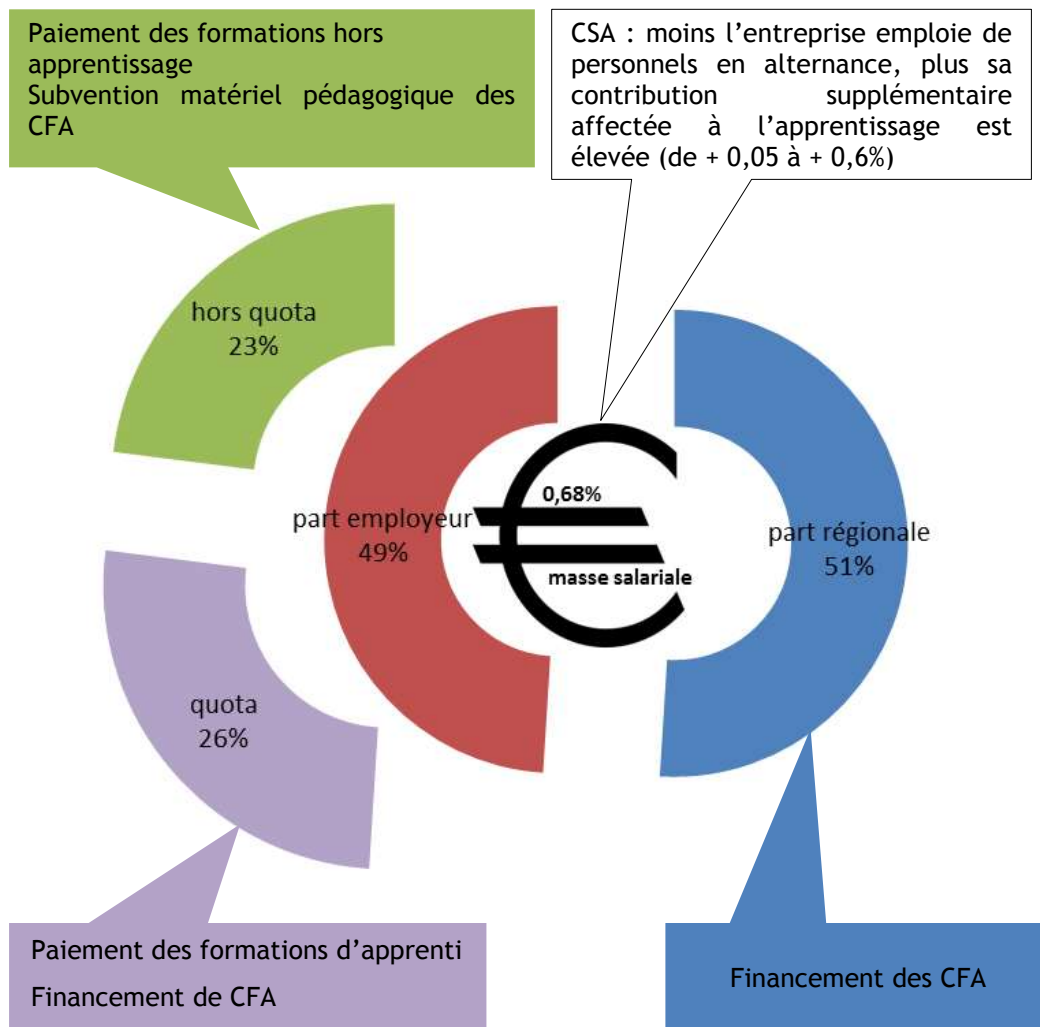 Paiement des formations hors
apprentissage
Subvention matériel pédagogique des
CFA
CSA : moins l’entreprise emploie de
personnels en alternance, plus sa
contribution supplémentaire
affectée à l’apprentissage est
élevée (de + 0,05 à + 0,6%)
hors quota
23%
part employeur
49%
0,68%
masse salariale
part régionale
51%
quota
26%
Paiement des formations d’apprenti
Financement de CFA
Financement des CFA